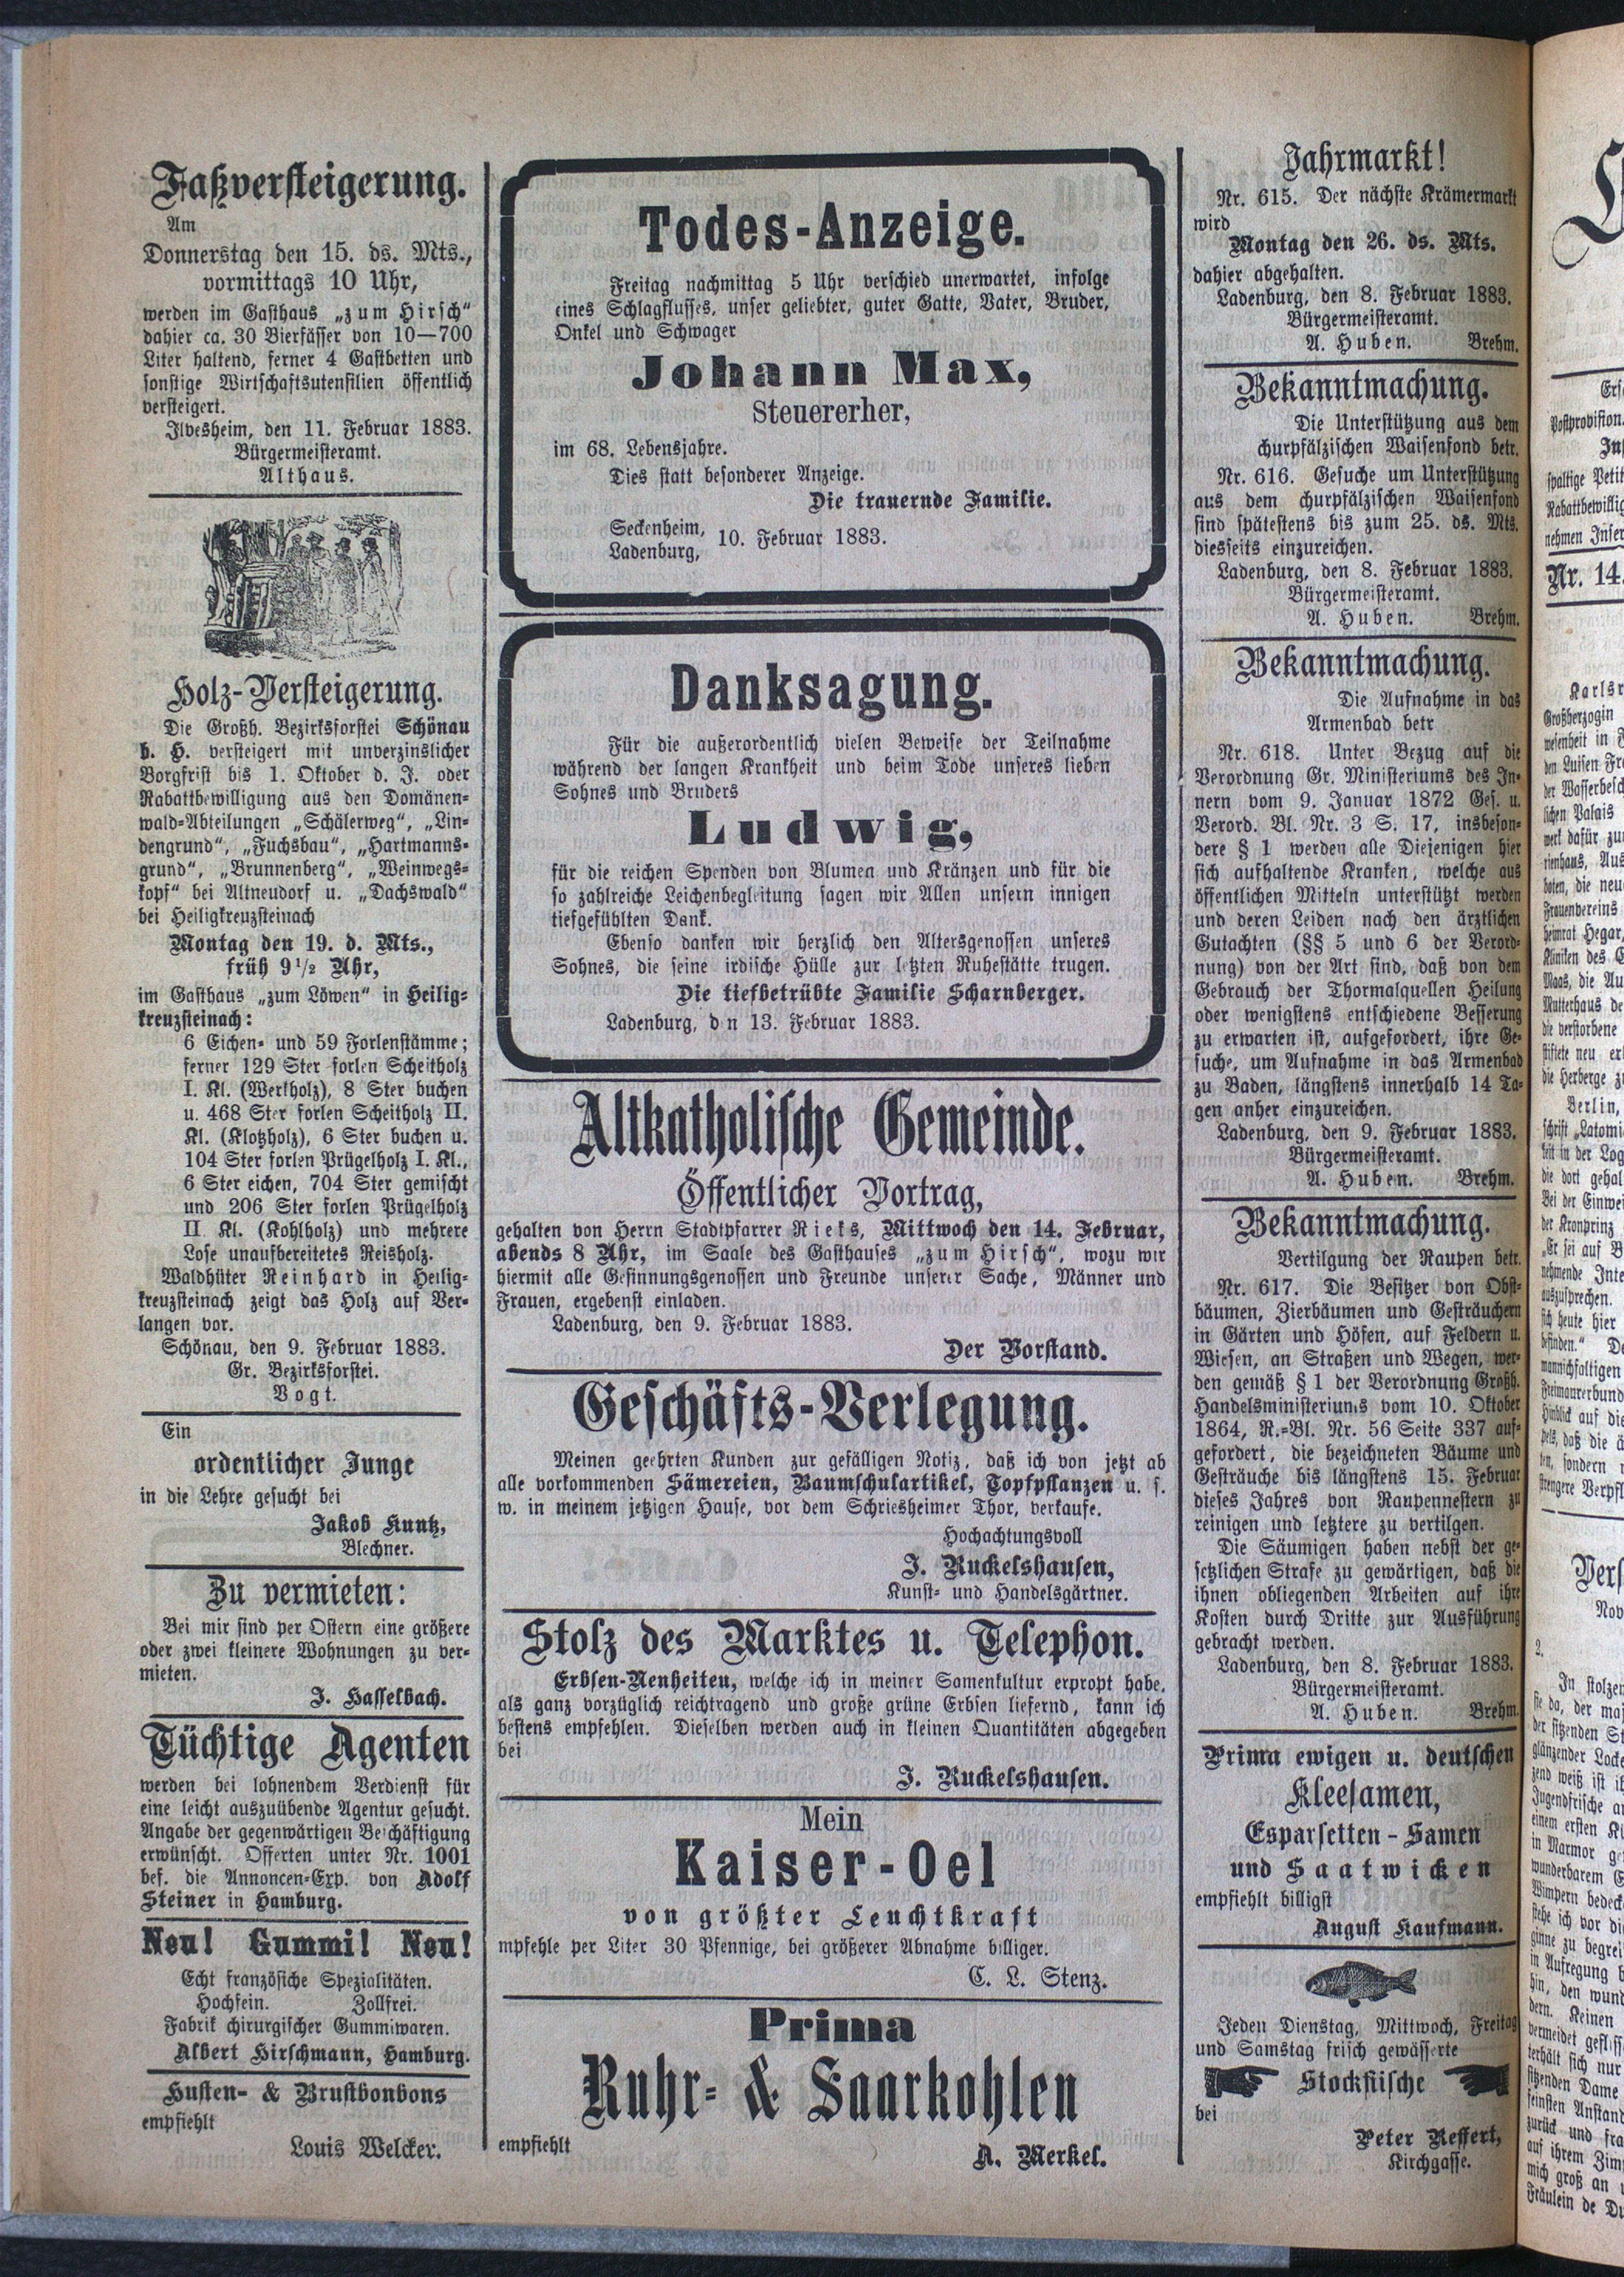 Faßversteigerung.
Am
Donnerstag den 15. ds. Mts.,
vormittags 10 Uhr,
werden im Gasthaus „zum Hirsch“
dahier ca. 30 Bierfässer von 10—700
Liter haltend, ferner 4 Gastbetten und
sonstige Wirtschaftsutensilien öffentlich
versteigert.
Ilvesheim, den 11. Februar 1883.
Bürgermeisteramt.
Althaus.
Holz-Versteigerung.
Die Großh. Bezirksforstei Schönau
b. H. versteigert mit unverzinslicher
Borgfrist bis 1. Oktober d. J. oder
Rabattbewilligung aus den Domänen-
wald-Abteilungen „Schälerweg“, „Lin-
dengrund“, „Fuchsbau“, „Hartmanns-
grund“, „Brunnenberg“, „Weinwegs-
kopf“ bei Altneudorf u. „Dachswald“
bei Heiligkreuzsteinach
Montag den 19. d. Mts.,
früh 9½ Uhr,
im Gasthaus „zum Löwen“ in Heilig-
kreuzsteinach:
6 Eichen- und 59 Forlenstämme;
ferner 129 Ster forlen Scheitholz
I. Kl. (Werkholz), 8 Ster buchen
u. 468 Ster forlen Scheitholz II.
Kl. (Klotzholz), 6 Ster buchen u.
104 Ster forlen Prügelholz I. Kl.,
6 Ster eichen, 704 Ster gemischt
und 206 Ster forlen Prügelholz
II Kl. (Kohlholz) und mehrere
Lose unaufbereitetes Reisholz.
Waldhüter Reinhard in Heilig-
kreuzsteinach zeigt das Holz auf Ver-
langen vor.
Schönau, den 9. Februar 1883.
Gr. Bezirksforstei.
Vogt.
Ein
ordentlicher Junge
in die Lehre gesucht bei
Jakob Kuntz,
Blechner.
Zu vermieten:
Bei mir sind per Ostern eine größere
oder zwei kleinere Wohnungen zu ver-
mieten.
J. Hasselbach.
Tüchtige Agenten
werden bei lohnendem Verdienst für
eine leicht auszuübende Agentur gesucht.
Angabe der gegenwärtigen Beschäftigung
erwünscht. Offerten unter Nr. 1001
bef. die Annoncen-Exp. von Adolf
Steiner in Hamburg.
Neu! Gummi! Neu!
Echt französiche Spezialitäten.
Hochfein. Zollfrei.
Fabrik chirurgischer Gummiwaren.
Albert Hirschmann, Hamburg.
Husten- & Brustbonbons
empfiehlt
Louis Welcker.
Todes-Anzeige.
Freitag nachmittag 5 Uhr verschied unerwartet, infolge
eines Schlagflusses, unser geliebter, guter Gatte, Vater, Bruder,
Onkel und Schwager
Johann Max,
Steuererher,
im 68. Lebensjahre.
Dies statt besonderer Anzeige.
Die trauernde Familie.
Seckenheim,
Ladenburg, 10. Februar 1883.
Danksagung.
Für die außerordentlich vielen Beweise der Teilnahme
während der langen Krankheit und beim Tode unseres lieben
Sohnes und Bruders
Ludwig,
für die reichen Spenden von Blumen und Kränzen und für die
so zahlreiche Leichenbegleitung sagen wir Allen unsern innigen
tiefgefühlten Dank.
Ebenso danken wir herzlich den Altersgenossen unseres
Sohnes, die seine irdische Hülle zur letzten Ruhestätte trugen.
Die tiefbetrübte Familie Scharnberger.
Ladenburg, d n 13. Februar 1883.
Altkatholische Gemeinde.
Öffentlicher Vortrag,
gehalten von Herrn Stadtpfarrer Rieks, Mittwoch den 14. Februar,
abends 8 Uhr, im Saale des Gasthauses „zum Hirsch“, wozu wir
hiermit alle Gesinnungsgenossen und Freunde unserer Sache, Männer und
Frauen, ergebenst einladen.
Ladenburg, den 9. Februar 1883.
Der Vorstand.
Geschäfts-Verlegung.
Meinen geehrten Kunden zur gefälligen Notiz, daß ich von jetzt ab
alle vorkommenden Sämereien, Baumschulartikel, Topfpflanzen u. s.
w. in meinem jetzigen Hause, vor dem Schriesheimer Thor, verkaufe.
Hochachtungsvoll
J. Ruckelshausen,
Kunst- und Handelsgärtner.
Stolz des Marktes u. Telephon.
Erbsen-Neuheiten, welche ich in meiner Samenkultur erpropt habe,
als ganz vorzüglich reichtragend und große grüne Erbsen liefernd, kann ich
bestens empfehlen. Dieselben werden auch in kleinen Quantitäten abgegeben
bei
J. Ruckelshausen.
Mein
Kaiser-Oel
von größter Leuchtkraft
mpfehle per Liter 30 Pfennige, bei größerer Abnahme billiger.
C. L. Stenz.
Prima
Ruhr- & Saarkohlen
empfiehlt
A. Merkel.
Jahrmarkt!
Nr. 615. Der nächste Krämermarkt
wird
Montag den 26. ds. Mts.
dahier abgehalten.
Ladenburg, den 8. Februar 1883.
Bürgermeisteramt.
A. Huben. Brehm.
Bekanntmachung.
Die Unterstützung aus dem
churpfälzischen Waisenfond betr.
Nr. 616. Gesuche um Unterstützung
aus dem churpfälzischen Waisenfond
sind spätestens bis zum 25. ds. Mts.
diesseits einzureichen.
Ladenburg, den 8. Februar 1883.
Bürgermeisteramt.
A. Huben. Brehm.
Bekanntmachung.
Die Aufnahme in das
Armenbad betr
Nr. 618. Unter Bezug auf die
Verordnung Gr. Ministeriums des In-
nern vom 9. Januar 1872 Ges. u.
Verord. Bl. Nr. 3 S. 17, insbeson-
dere § 1 werden alle Diejenigen hier
sich aufhaltende Kranken, welche aus
öffentlichen Mitteln unterstützt werden
und deren Leiden nach den ärztlichen
Gutachten (§§ 5 und 6 der Verord-
nung) von der Art sind, daß von dem
Gebrauch der Thormalquellen Heilung
oder wenigstens entschiedene Besserung
zu erwarten ist, aufgefordert, ihre Ge-
suche, um Aufnahme in das Armenbad
zu Baden, längstens innerhalb 14 Ta-
gen anher einzureichen.
Ladenburg, den 9. Februar 1883.
Bürgermeisteramt.
A. Huben. Brehm.
Bekanntmachung.
Vertilgung der Raupen betr.
Nr. 617. Die Besitzer von Obst-
bäumen, Zierbäumen und Gesträuchern
in Gärten und Höfen, auf Feldern u.
Wiesen, an Straßen und Wegen, wer-
den gemäß § 1 der Verordnung Großh.
Handelsministeriums vom 10. Oktober
1864, R.-Bl. Nr. 56 Seite 337 auf-
gefordert, die bezeichneten Bäume und
Gesträuche bis längstens 15. Februar
dieses Jahres von Raupennestern zu
reinigen und letztere zu vertilgen.
Die Säumigen haben nebst der ge-
setzlichen Strafe zu gewärtigen, daß die
ihnen obliegenden Arbeiten auf ihre
Kosten durch Dritte zur Ausführung
gebracht werden.
Ladenburg, den 8. Februar 1883.
Bürgermeisteramt.
A. Huben. Brehm
Prima ewigen u. deutschen
Kleesamen,
Esparsetten-Samen
und Saatwicken
empfiehlt billigst
August Kaufmann.
Jeden Dienstag, Mittwoch, Freitag
und Samstag frisch gewässerte
Stockfische
bei
Peter Reffert,
Kirchgasse.
Nr. 14.